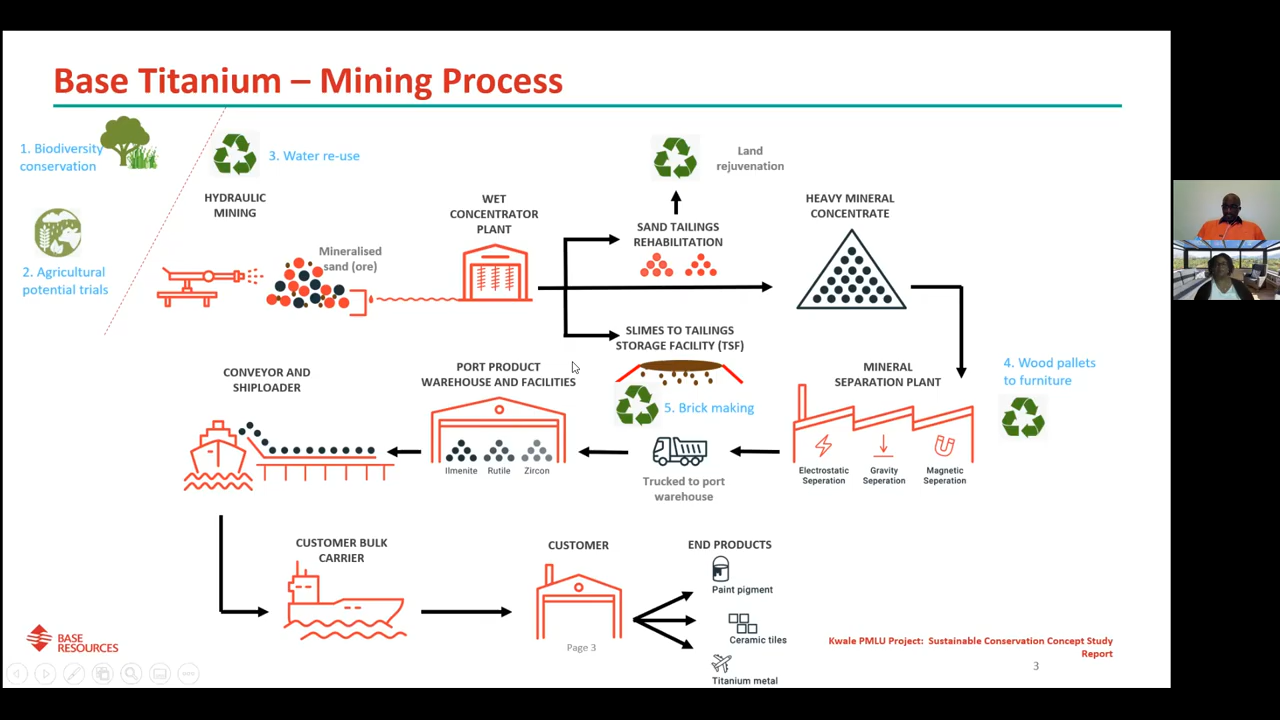 Base Titanium – Mining Process
1. Biodiversity
conservation
3. Water re-use
Land
rejuvenation
HYDRAULIC
MINING
WET
CONCENTRATOR
PLANT
SAND TAILINGS
REHABILITATION
HEAVY MINERAL
CONCENTRATE
Mineralised
sand (ore)
2. Agricultural
potential trials
SLIMES TO TAILINGS
STORAGE FACILITY (TSF)
CONVEYOR AND
SHIPLOADER
PORT PRODUCT
WAREHOUSE AND FACILITIES
MINERAL
SEPARATION PLANT
4. Wood pallets
to furniture
5. Brick making
Ilmenite
Rutile
Zircon
Trucked to port
warehouse
Electrostatic
Seperation
Gravity
Seperation
Magnetic
Seperation
CUSTOMER BULK
CARRIER
CUSTOMER
END PRODUCTS
Paint pigment
Ceramic tiles
Titanium metal
BASE
RESOURCES
Page 3
Kwale PMLU Project: Sustainable Conservation Concept Study
Report
3